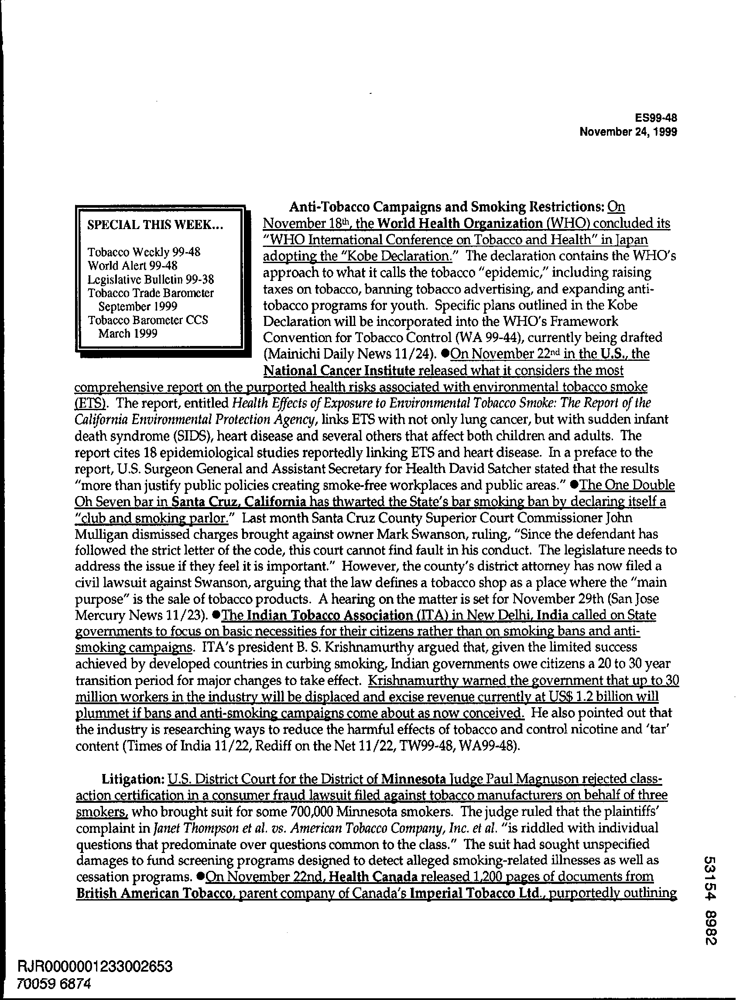 ES99-48
November 24, 1999
SPECIAL THIS WEEK...
Tobacco Weekly 99-48
World Alert 99-48
Legislative Bulletin 99-38
Tobacco Trade Barometer
September 1999
Tobacco Barometer CCS
March 1999
Anti-Tobacco Campaigns and Smoking Restrictions: On
November 18th, the World Health Organization (WHO) concluded its
"WHO International Conference on Tobacco and Health" in Japan
adopting the "Kobe Declaration." The declaration contains the WHO's
approach to what it calls the tobacco "epidemic," including raising
taxes on tobacco, banning tobacco advertising, and expanding anti-
tobacco programs for youth. Specific plans outlined in the Kobe
Declaration will be incorporated into the WHO's Framework
Convention for Tobacco Control (WA 99-44), currently being drafted
(Mainichi Daily News 11/24). ●On November 22nd in the U.S., the
National Cancer Institute released what it considers the most
comprehensive report on the purported health risks associated with environmental tobacco smoke
(ETS). The report, entitled Health Effects of Exposure to Environmental Tobacco Smoke: The Report of the
California Environmental Protection Agency, links ETS with not only lung cancer, but with sudden infant
death syndrome (SIDS), heart disease and several others that affect both children and adults. The
report cites 18 epidemiological studies reportedly linking ETS and heart disease. In a preface to the
report, U.S. Surgeon General and Assistant Secretary for Health David Satcher stated that the results
"more than justify public policies creating smoke-free workplaces and public areas." ●The One Double
Oh Seven bar in Santa Cruz, California has thwarted the State's bar smoking ban by declaring itself a
"club and smoking parlor." Last month Santa Cruz County Superior Court Commissioner John
Mulligan dismissed charges brought against owner Mark Swanson, ruling, "Since the defendant has
followed the strict letter of the code, this court cannot find fault in his conduct. The legislature needs to
address the issue if they feel it is important." However, the county's district attorney has now filed a
civil lawsuit against Swanson, arguing that the law defines a tobacco shop as a place where the "main
purpose" is the sale of tobacco products. A hearing on the matter is set for November 29th (San Jose
Mercury News 11/23). ●The Indian Tobacco Association (ITA) in New Delhi, India called on State
governments to focus on basic necessities for their citizens rather than on smoking bans and anti-
smoking campaigns. ITA's president B. S. Krishnamurthy argued that, given the limited success
achieved by developed countries in curbing smoking, Indian governments owe citizens a 20 to 30 year
transition period for major changes to take effect. Krishnamurthy warned the government that up to 30
million workers in the industry will be displaced and excise revenue currently at US$ 1.2 billion will
plummet if bans and anti-smoking campaigns come about as now conceived. He also pointed out that
the industry is researching ways to reduce the harmful effects of tobacco and control nicotine and 'tar'
content (Times of India 11/22, Rediff on the Net 11/22, TW99-48, WA99-48).
Litigation: U.S. District Court for the District of Minnesota Judge Paul Magnuson rejected class-
action certification in a consumer fraud lawsuit filed against tobacco manufacturers on behalf of three
smokers, who brought suit for some 700,000 Minnesota smokers. The judge ruled that the plaintiffs'
complaint in Janet Thompson et al. vs. American Tobacco Company, Inc. et al. "is riddled with individual
questions that predominate over questions common to the class." The suit had sought unspecified
damages to fund screening programs designed to detect alleged smoking-related illnesses as well as
cessation programs. ●On November 22nd, Health Canada released 1,200 pages of documents from
British American Tobacco, parent company of Canada's Imperial Tobacco Ltd., purportedly outlining
53154 8982
RJR0000001233002653
70059 6874